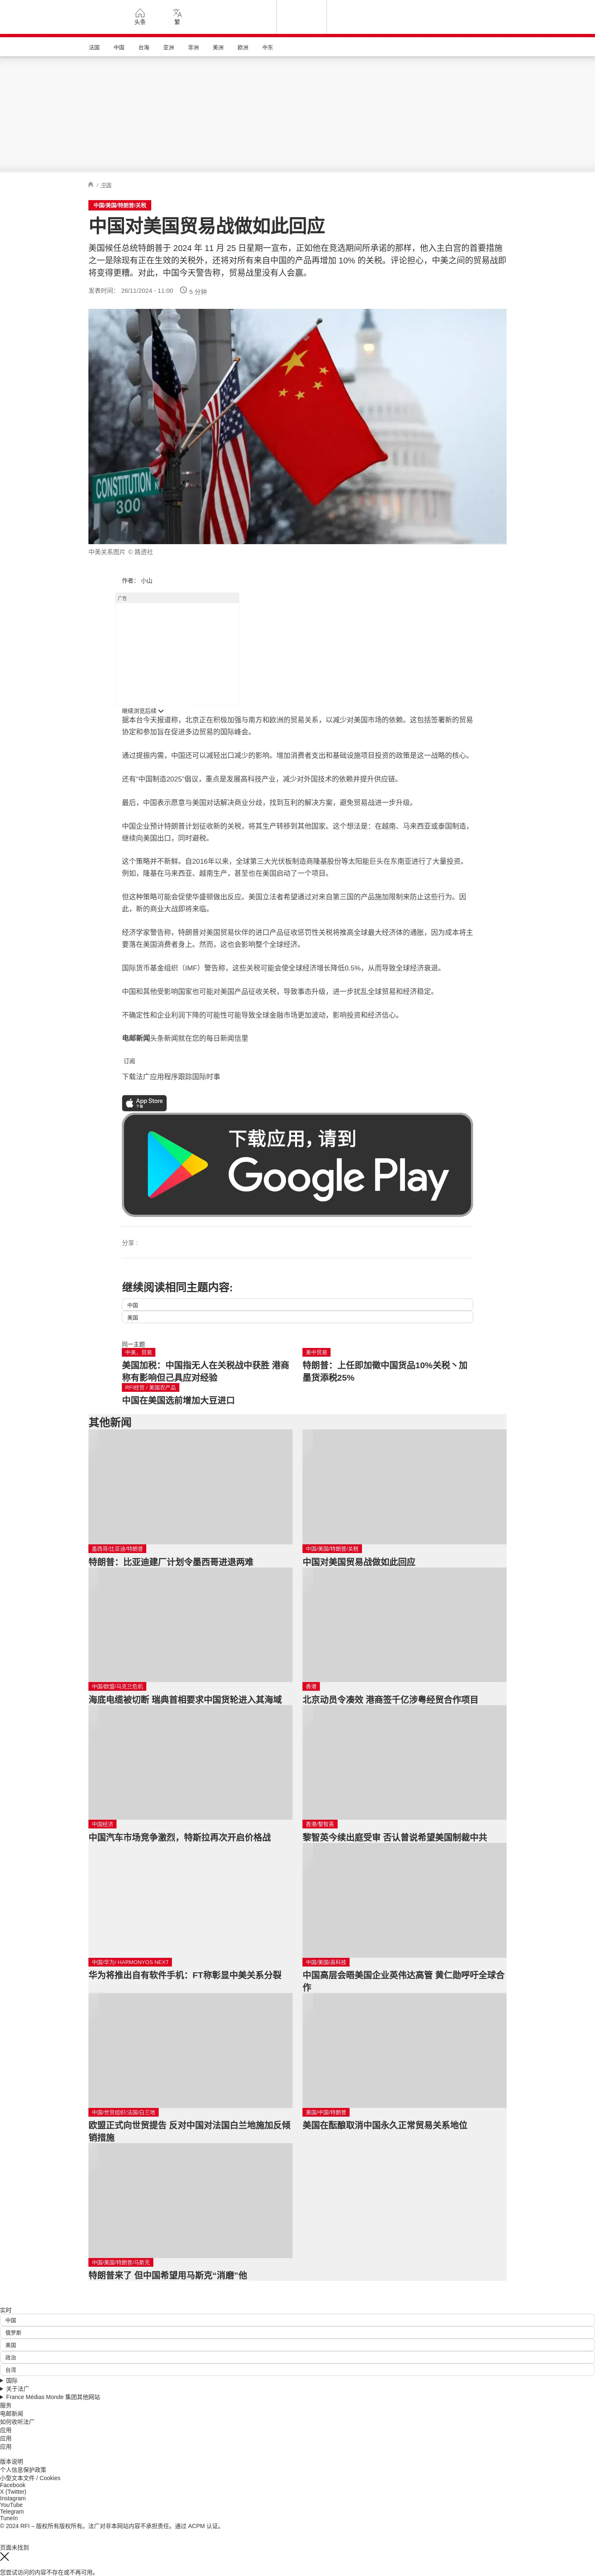 头条
繁
法国 中国 台海 亚洲 非洲 美洲 欧洲 中东
/ 中国
中国/美国/特朗普/关税
中国对美国贸易战做如此回应
美国候任总统特朗普于 2024 年 11 月 25 日星期一宣布，正如他在竞选期间所承诺的那样，他入主白宫的首要措施
之一是除现有正在生效的关税外，还将对所有来自中国的产品再增加 10% 的关税。评论担心，中美之间的贸易战即
将变得更糟。对此，中国今天警告称，贸易战里没有人会赢。
发表时间： 26/11/2024 - 11:00 5 分钟
CONSTITUTION
300
中美关系图片 © 路透社
作者： 小山
广告
继续浏览后续
据本台今天报道称，北京正在积极加强与南方和欧洲的贸易关系，以减少对美国市场的依赖。这包括签署新的贸易
协定和参加旨在促进多边贸易的国际峰会。
通过提振内需，中国还可以减轻出口减少的影响。增加消费者支出和基础设施项目投资的政策是这一战略的核心。
还有“中国制造2025”倡议，重点是发展高科技产业，减少对外国技术的依赖并提升供应链。
最后，中国表示愿意与美国对话解决商业分歧，找到互利的解决方案，避免贸易战进一步升级。
中国企业预计特朗普计划征收新的关税，将其生产转移到其他国家。这个想法是：在越南、马来西亚或泰国制造，
继续向美国出口，同时避税。
这个策略并不新鲜。自2016年以来，全球第三大光伏板制造商隆基股份等太阳能巨头在东南亚进行了大量投资。
例如，隆基在马来西亚、越南生产，甚至也在美国启动了一个项目。
但这种策略可能会促使华盛顿做出反应。美国立法者希望通过对来自第三国的产品施加限制来防止这些行为。因
此，新的商业大战即将来临。
经济学家警告称，特朗普对美国贸易伙伴的进口产品征收惩罚性关税将推高全球最大经济体的通胀，因为成本将主
要落在美国消费者身上。然而，这也会影响整个全球经济。
国际货币基金组织（IMF）警告称，这些关税可能会使全球经济增长降低0.5%，从而导致全球经济衰退。
中国和其他受影响国家也可能对美国产品征收关税，导致事态升级，进一步扰乱全球贸易和经济稳定。
不确定性和企业利润下降的可能性可能导致全球金融市场更加波动，影响投资和经济信心。
电邮新闻头条新闻就在您的每日新闻信里
订阅
下载法广应用程序跟踪国际时事
App Store
下载
下载应用，请到
Google Play
分享 :
继续阅读相同主题内容:
中国
美国
同一主题
中美、贸易
美国加税：中国指无人在关税战中获胜 港商
称有影响但己具应对经验
美中贸易
特朗普：上任即加徵中国货品10%关税丶加
墨货添税25%
RFI经贸 / 美国农产品
中国在美国选前增加大豆进口
其他新闻
墨西哥/比亚迪/特朗普
特朗普：比亚迪建厂计划令墨西哥进退两难
中国/美国/特朗普/关税
中国对美国贸易战做如此回应
中国/欧盟/乌克兰危机
海底电缆被切断 瑞典首相要求中国货轮进入其海域
香港
北京动员令凑效 港商签千亿涉粤经贸合作项目
中国经济
中国汽车市场竞争激烈，特斯拉再次开启价格战
香港/黎智英
黎智英今续出庭受审 否认曾说希望美国制裁中共
中国/华为/ HARMONYOS NEXT
华为将推出自有软件手机：FT称彰显中美关系分裂
中国/美国/高科技
中国高层会晤美国企业英伟达高管 黄仁勋呼吁全球合
作
中国/世贸组织/法国/白兰地
欧盟正式向世贸提告 反对中国对法国白兰地施加反倾
销措施
美国/中国/特朗普
美国在酝酿取消中国永久正常贸易关系地位
中国/美国/特朗普/马斯克
特朗普来了 但中国希望用马斯克“消磨”他
实时
中国
俄罗斯
美国
政治
台湾
国际
关于法广
France Médias Monde 集团其他网站
服务
电邮新闻
如何收听法广
应用
应用
应用
版本说明
个人信息保护政策
小型文本文件 / Cookies
Facebook
X (Twitter)
Instagram
YouTube
Telegram
TuneIn
© 2024 RFI – 版权所有版权所有。法广对非本网站内容不承担责任。通过 ACPM 认证。
页面未找到
您尝试访问的内容不存在或不再可用。